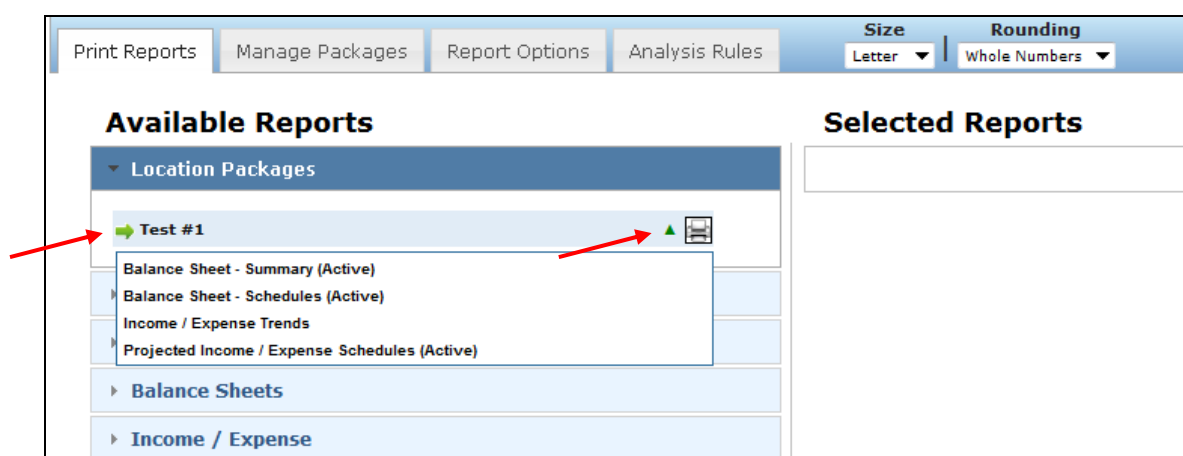 Size Rounding
Print Reports Manage Packages Report Options Analysis Rules Letter | Whole Numbers
Available Reports Selected Reports
Location Packages
Test #1
Balance Sheet - Summary (Active)
Balance Sheet - Schedules (Active)
Income / Expense Trends
Projected Income / Expense Schedules (Active)
Balance Sheets
Income / Expense